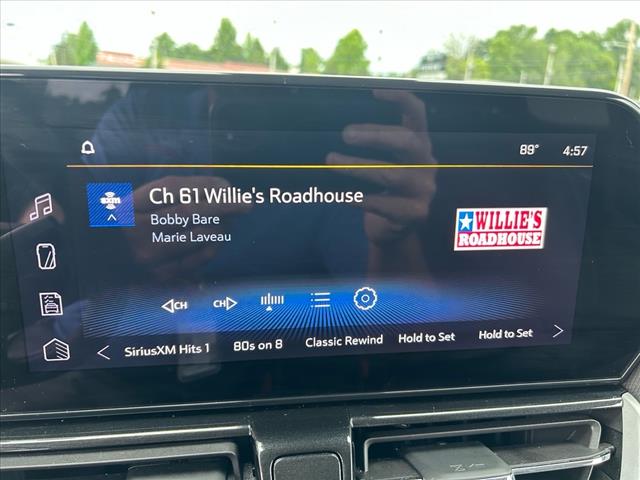 89° 4:57
Ch 61 Willie's Roadhouse
sxm
Bobby Bare
Marie Laveau
WILLIE'S
ROADHOUSE
CH CH
SiriusXM Hits 1 80s on 8 Classic Rewind Hold to Set Hold to Set